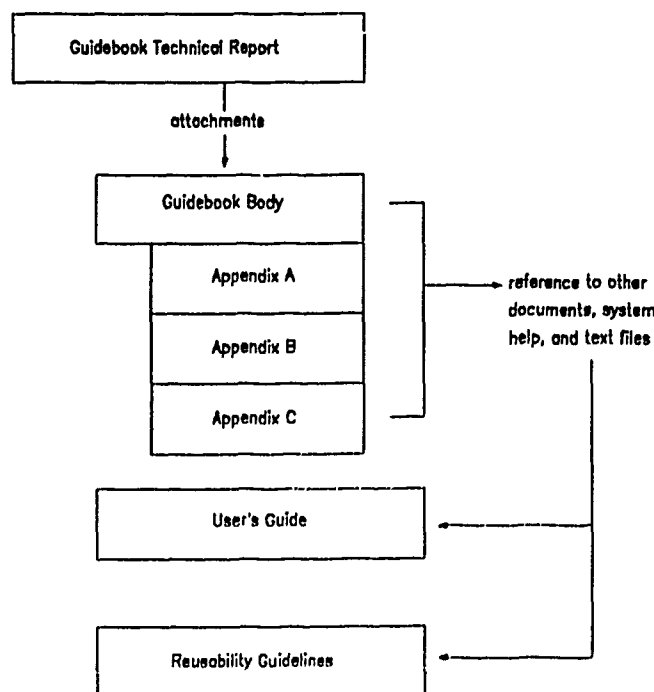 Guidebook Technical Report
attachments
Guidebook Body
Appendix A
Appendix B
Appendix C
reference to other
documents, system
help, and text files
User's Guide
Reusability Guidelines